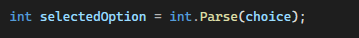 int selectedOption = int.Parse(choice);